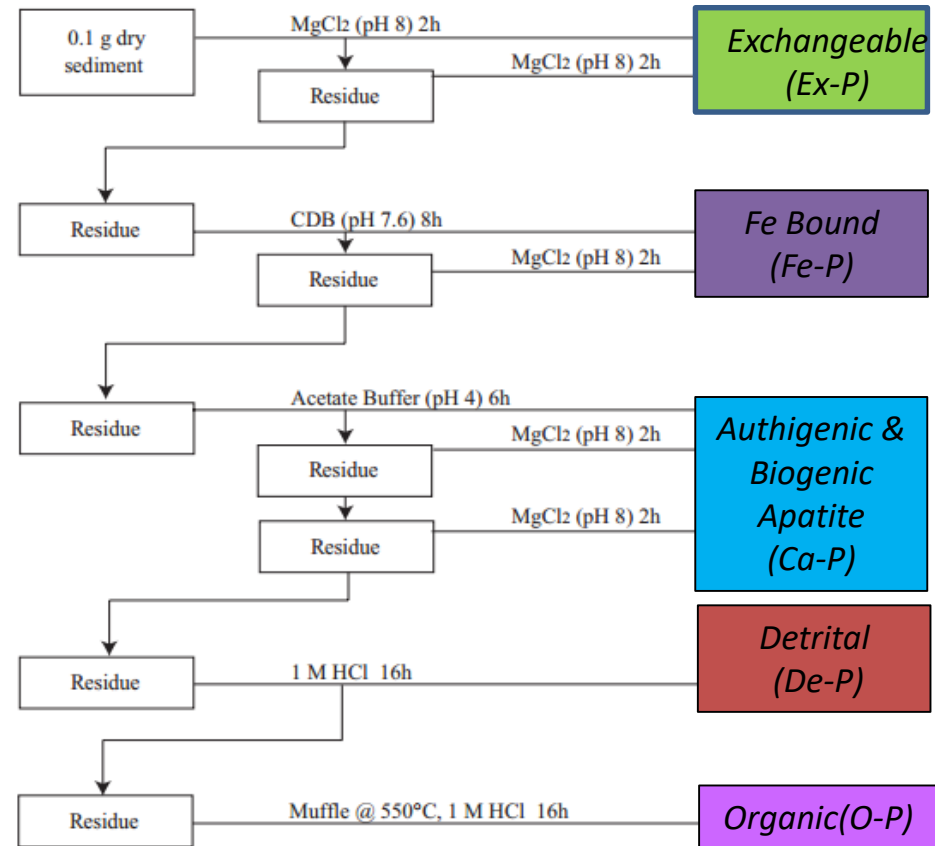 0.1 g dry
sediment
MgCl₂ (pH 8) 2h
Exchangeable
(Ex-P)
MgCl₂ (pH 8) 2h
Residue
Residue
CDB (pH 7.6) 8h
Fe Bound
(Fe-P)
MgCl₂ (pH 8) 2h
Residue
Residue
Acetate Buffer (pH 4) 6h
Authigenic &
Biogenic
Apatite
(Ca-P)
MgCl₂ (pH 8) 2h
Residue
MgCl₂ (pH 8) 2h
Residue
Residue
1 M HCl 16h
Detrital
(De-P)
Residue
Muffle @ 550°C, 1 M HCl 16h
Organic(O-P)